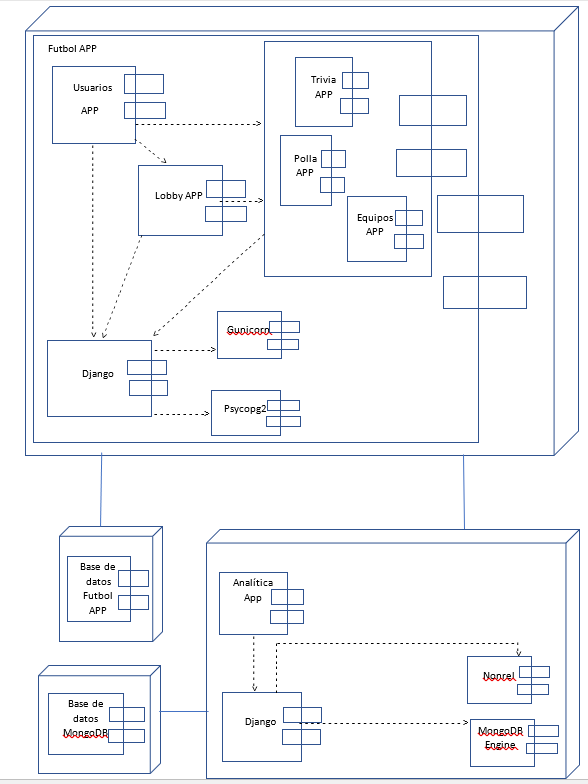 Futbol APP
Usuarios
APP
Trivia
APP
Polla
APP
Lobby APP
Equipos
APP
Gunicorn
Django
Psycopg2
Base de
datos
Futbol
APP
Analítica
App
Nonrel
Base de
datos
MongoDB
Django
MongoDB
Engine